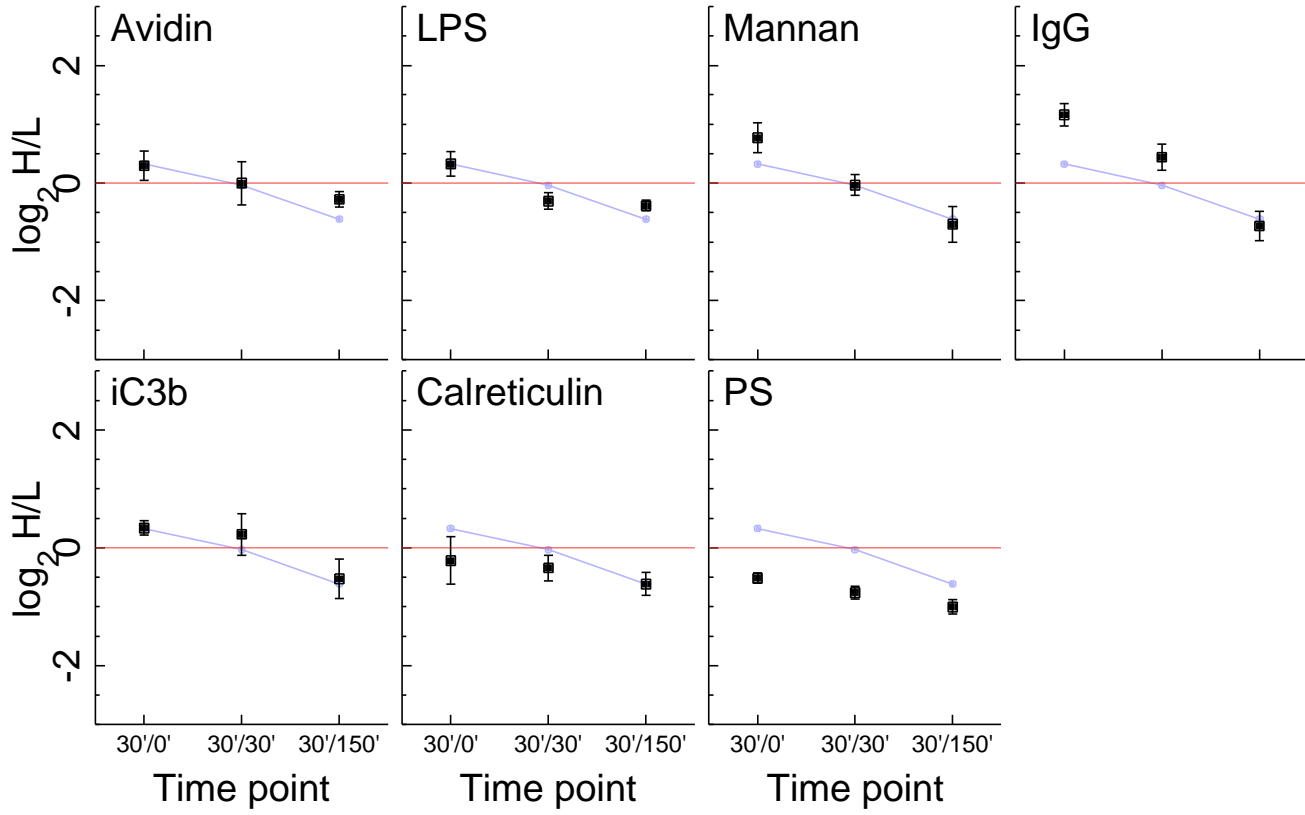 Avidin
LPS
Mannan
IgG
2
0
-2
log2 H/L
iC3b
Calreticulin
PS
2
0
-2
log2 H/L
30'/0' 30'/30' 30'/150'
30'/0' 30'/30' 30'/150'
30'/0' 30'/30' 30'/150'
Time point
Time point
Time point